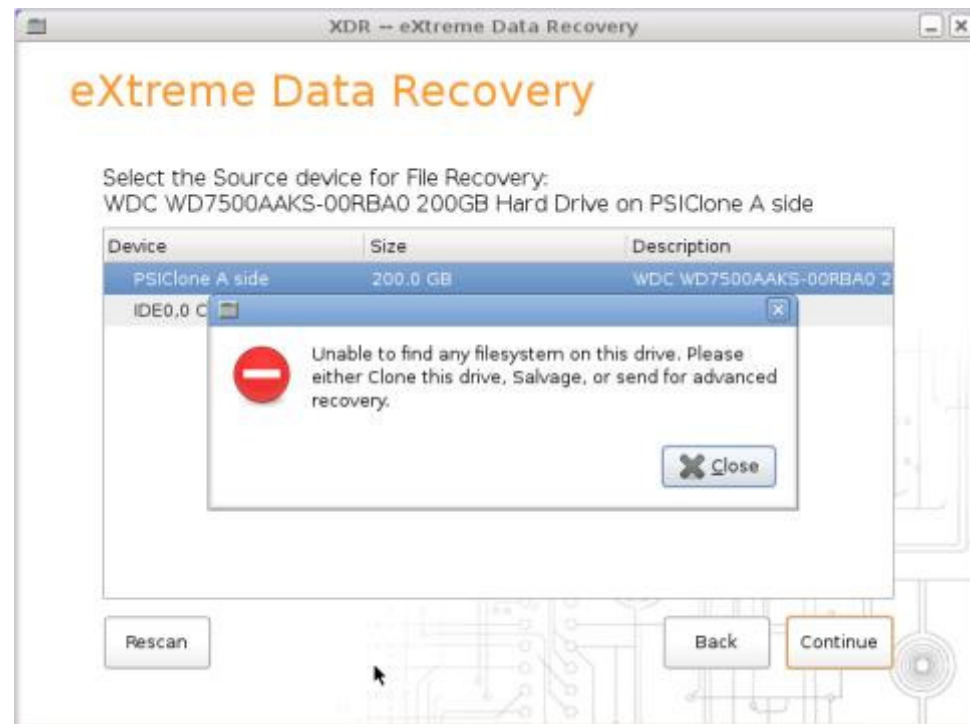 XDR -- eXtreme Data Recovery
eXtreme Data Recovery
Select the Source device for File Recovery:
WDC WD7500AAKS-00RBA0 200GB Hard Drive on PSIClone A side
Device Size Description
PSIClone A side 200.0 GB WDC WD7500AAKS-00RBA0 2
IDE0,0 C
Unable to find any filesystem on this drive. Please
either Clone this drive, Salvage, or send for advanced
recovery.
Close
Rescan Back Continue